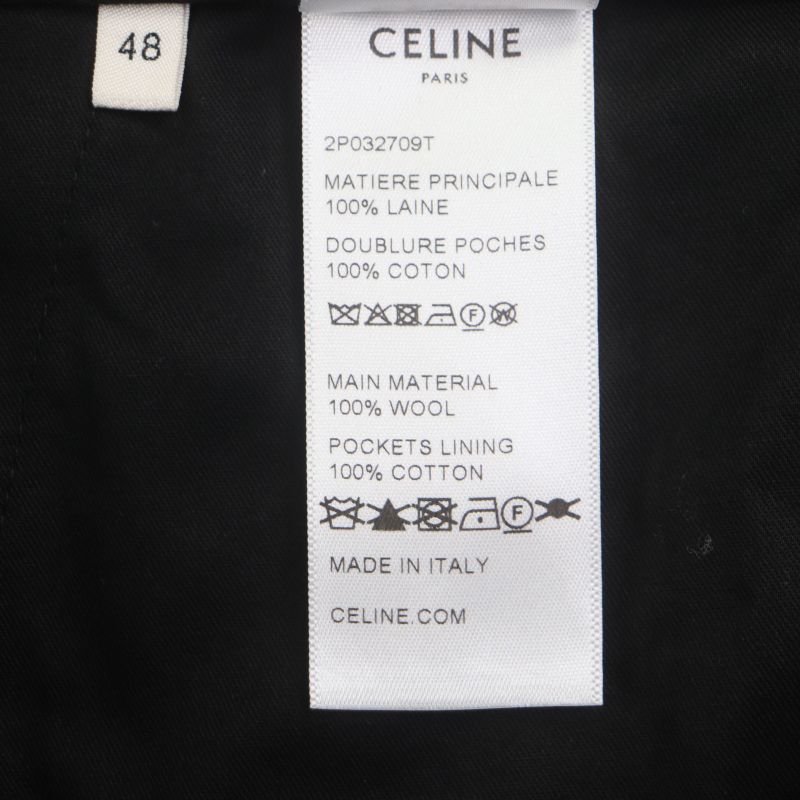 48
CELINE
PARIS
2P032709T
MATIERE PRINCIPALE
100% LAINE
DOUBLURE POCHES
100% COTON
F W
MAIN MATERIAL
100% WOOL
POCKETS LINING
100% COTTON
F
MADE IN ITALY
CELINE.COM